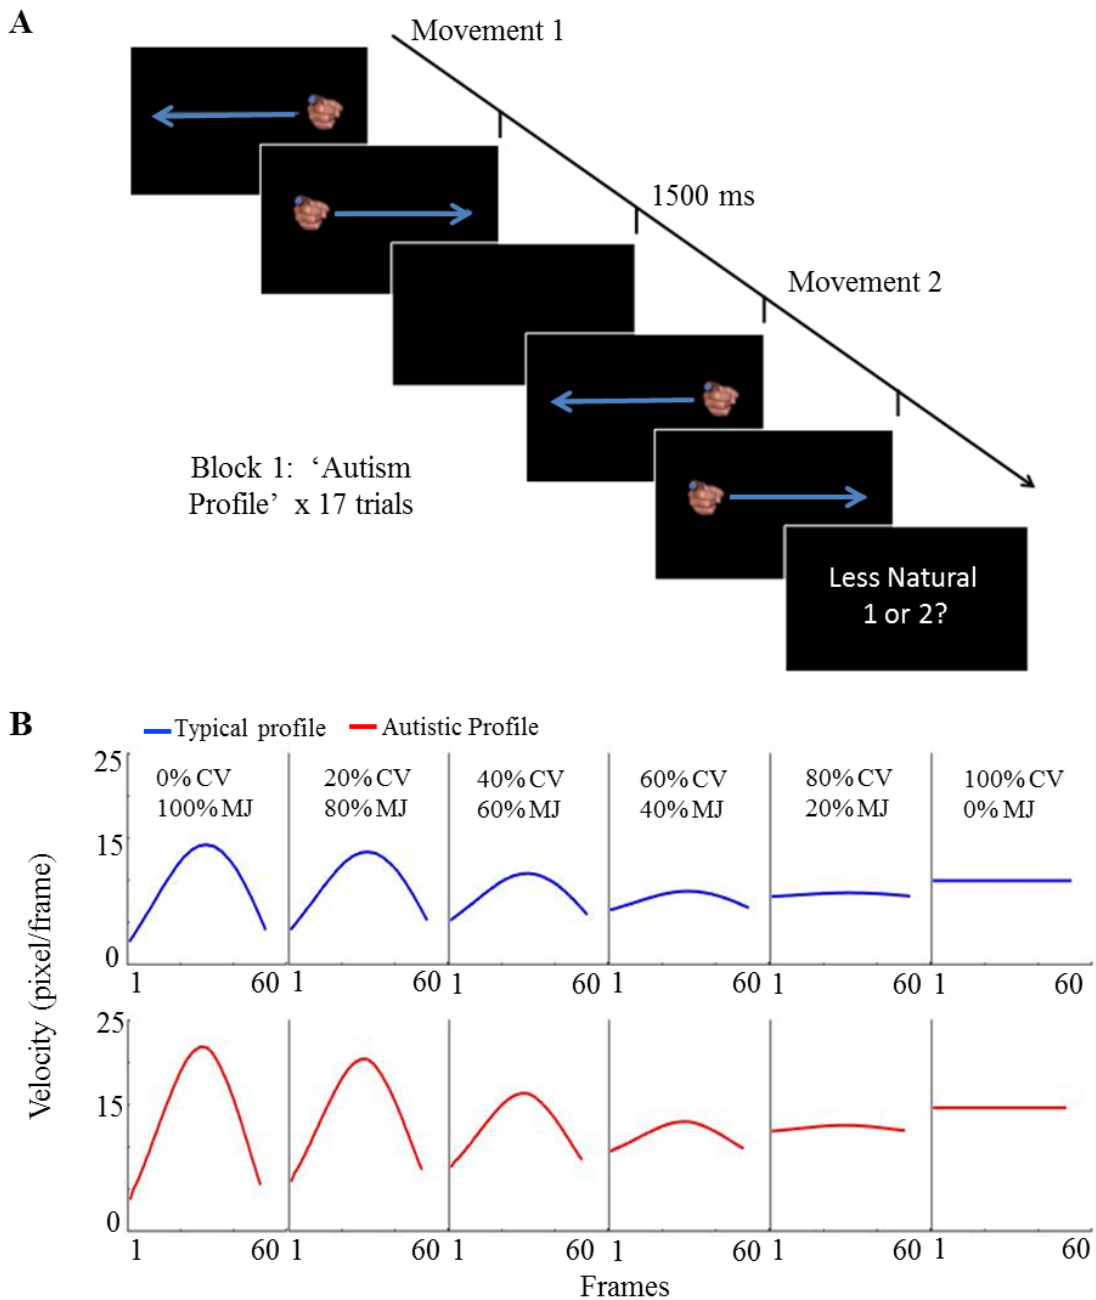 A
Movement 1
1500 ms
Movement 2
Block 1: ‘Autism
Profile’ x 17 trials
Less Natural
1 or 2?
B
Typical profile Autistic Profile
Velocity (pixel/frame)
25
15
0
0% CV
100% MJ
20% CV
80% MJ
40% CV
60% MJ
60% CV
40% MJ
80% CV
20% MJ
100% CV
0% MJ
1 60 1 60 1 60 1 60 1 60 1 60
25
15
0
1 60 1 60 1 60 1 60 1 60 1 60
Frames